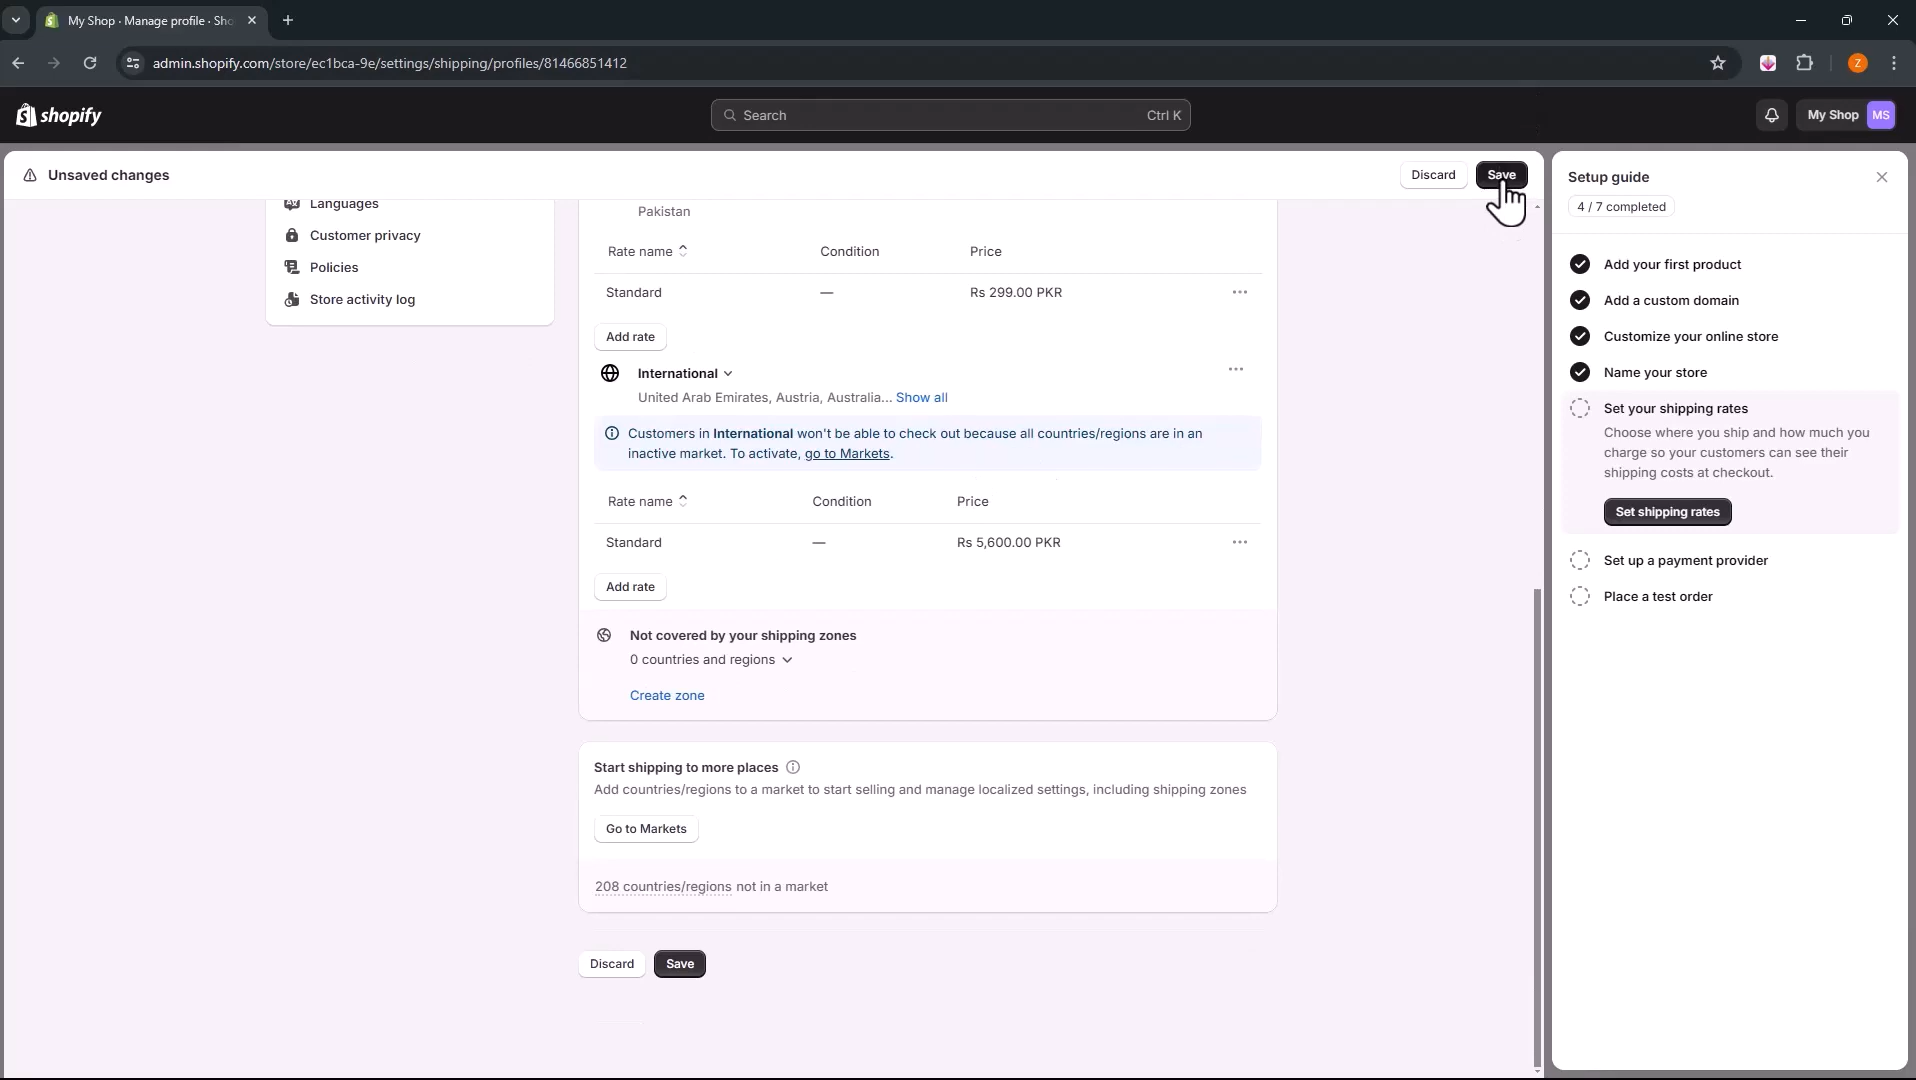 My Shop · Manage profile · Sho
admin.shopify.com/store/ec1bca-9e/settings/shipping/profiles/81466851412
Z
shopify
Search
Ctrl K
My Shop
MS
Unsaved changes
Discard
Save
Languages
Customer privacy
Policies
Store activity log
Pakistan
Rate name
Condition
Price
Standard
—
Rs 299.00 PKR
Add rate
International
United Arab Emirates, Austria, Australia... Show all
Customers in International won't be able to check out because all countries/regions are in an
inactive market. To activate, go to Markets.
Rate name
Condition
Price
Standard
—
Rs 5,600.00 PKR
Add rate
Not covered by your shipping zones
0 countries and regions
Create zone
Start shipping to more places
Add countries/regions to a market to start selling and manage localized settings, including shipping zones
Go to Markets
208 countries/regions not in a market
Discard
Save
Setup guide
4 / 7 completed
Add your first product
Add a custom domain
Customize your online store
Name your store
Set your shipping rates
Choose where you ship and how much you
charge so your customers can see their
shipping costs at checkout.
Set shipping rates
Set up a payment provider
Place a test order